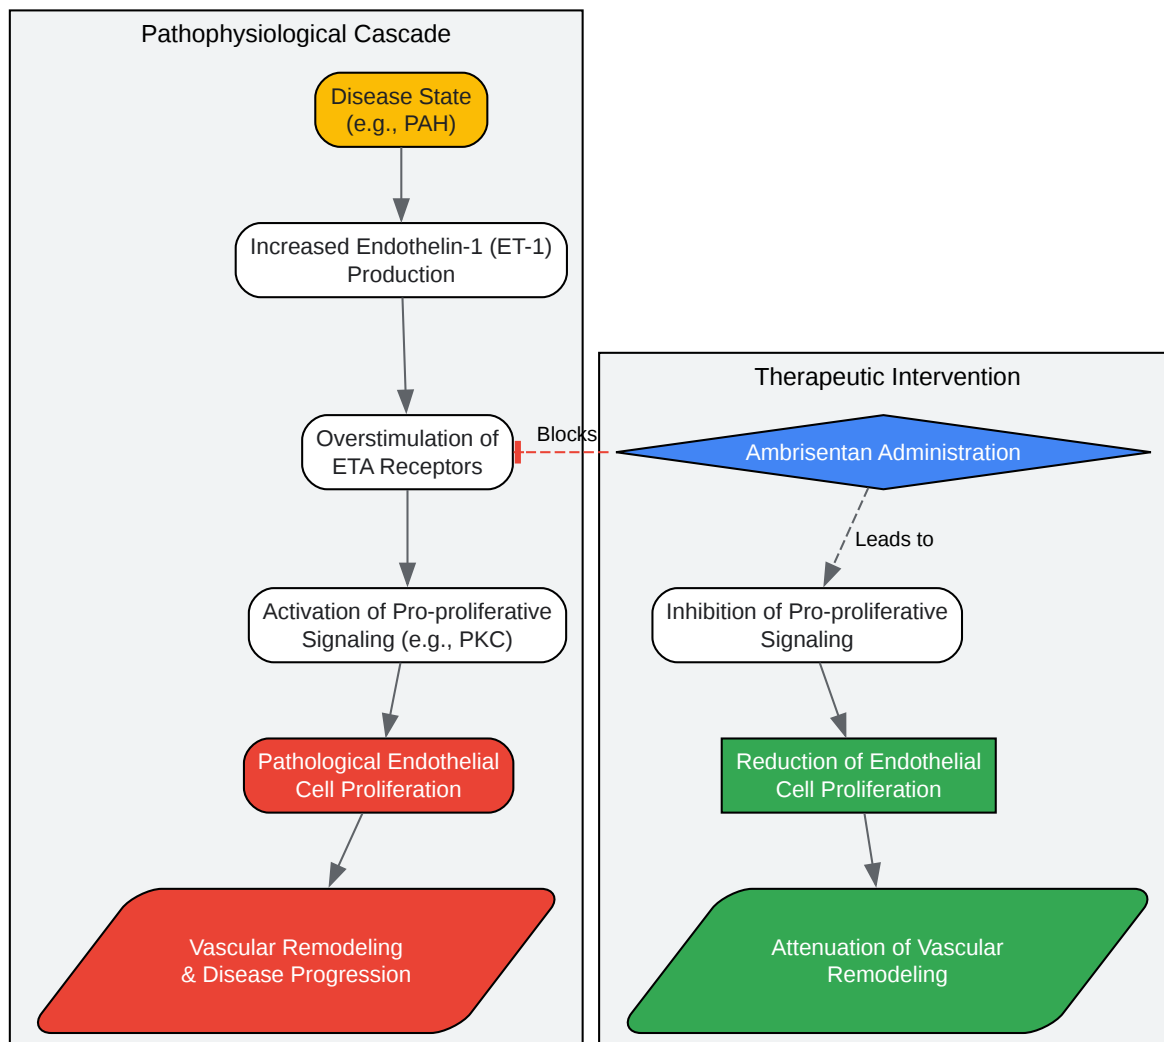 Pathophysiological Cascade
Disease State
(e.g., PAH)
Increased Endothelin-1 (ET-1)
Production
Overstimulation of
ETA Receptors
Activation of Pro-proliferative
Signaling (e.g., PKC)
Pathological Endothelial
Cell Proliferation
Vascular Remodeling
& Disease Progression
Blocks
Therapeutic Intervention
Ambrisentan Administration
Leads to
Inhibition of Pro-proliferative
Signaling
Reduction of Endothelial
Cell Proliferation
Attenuation of Vascular
Remodeling